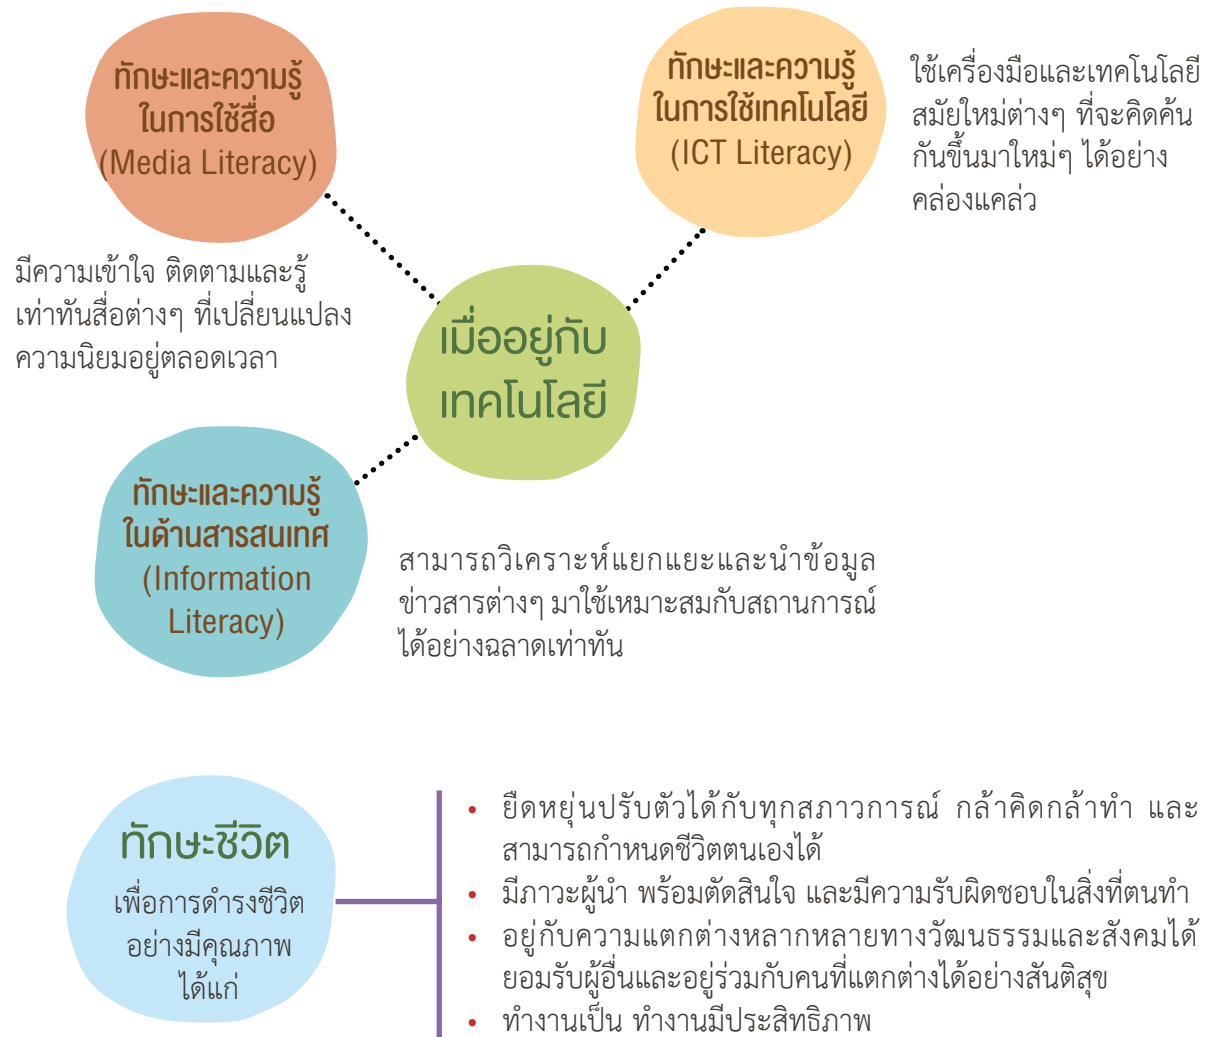 ทักษะและความรู้
ในการใช้สื่อ
(Media Literacy)
มีความเข้าใจ ติดตามและรู้
เท่าทันสื่อต่างๆ ที่เปลี่ยนแปลง
ความนิยมอยู่ตลอดเวลา
ทักษะและความรู้
ในการใช้เทคโนโลยี
(ICT Literacy)
ใช้เครื่องมือและเทคโนโลยี
สมัยใหม่ต่างๆ ที่จะคิดค้น
กันขึ้นมาใหม่ๆ ได้อย่าง
คล่องแคล่ว
เมื่ออยู่กับ
เทคโนโลยี
ทักษะและความรู้
ในด้านสารสนเทศ
(Information
Literacy)
สามารถวิเคราะห์แยกแยะและนำข้อมูล
ข่าวสารต่างๆ มาใช้เหมาะสมกับสถานการณ์
ได้อย่างฉลาดเท่าทัน
ทักษะชีวิต
เพื่อการดำรงชีวิต
อย่างมีคุณภาพ
ได้แก่
• ยืดหยุ่นปรับตัวได้กับทุกสภาวการณ์ กล้าคิดกล้าทำ และ
สามารถกำหนดชีวิตตนเองได้
• มีภาวะผู้นำ พร้อมตัดสินใจ และมีความรับผิดชอบในสิ่งที่ตนทำ
• อยู่กับความแตกต่างหลากหลายทางวัฒนธรรมและสังคมได้
ยอมรับผู้อื่นและอยู่ร่วมกับคนที่แตกต่างได้อย่างสันติสุข
• ทำงานเป็น ทำงานมีประสิทธิภาพ